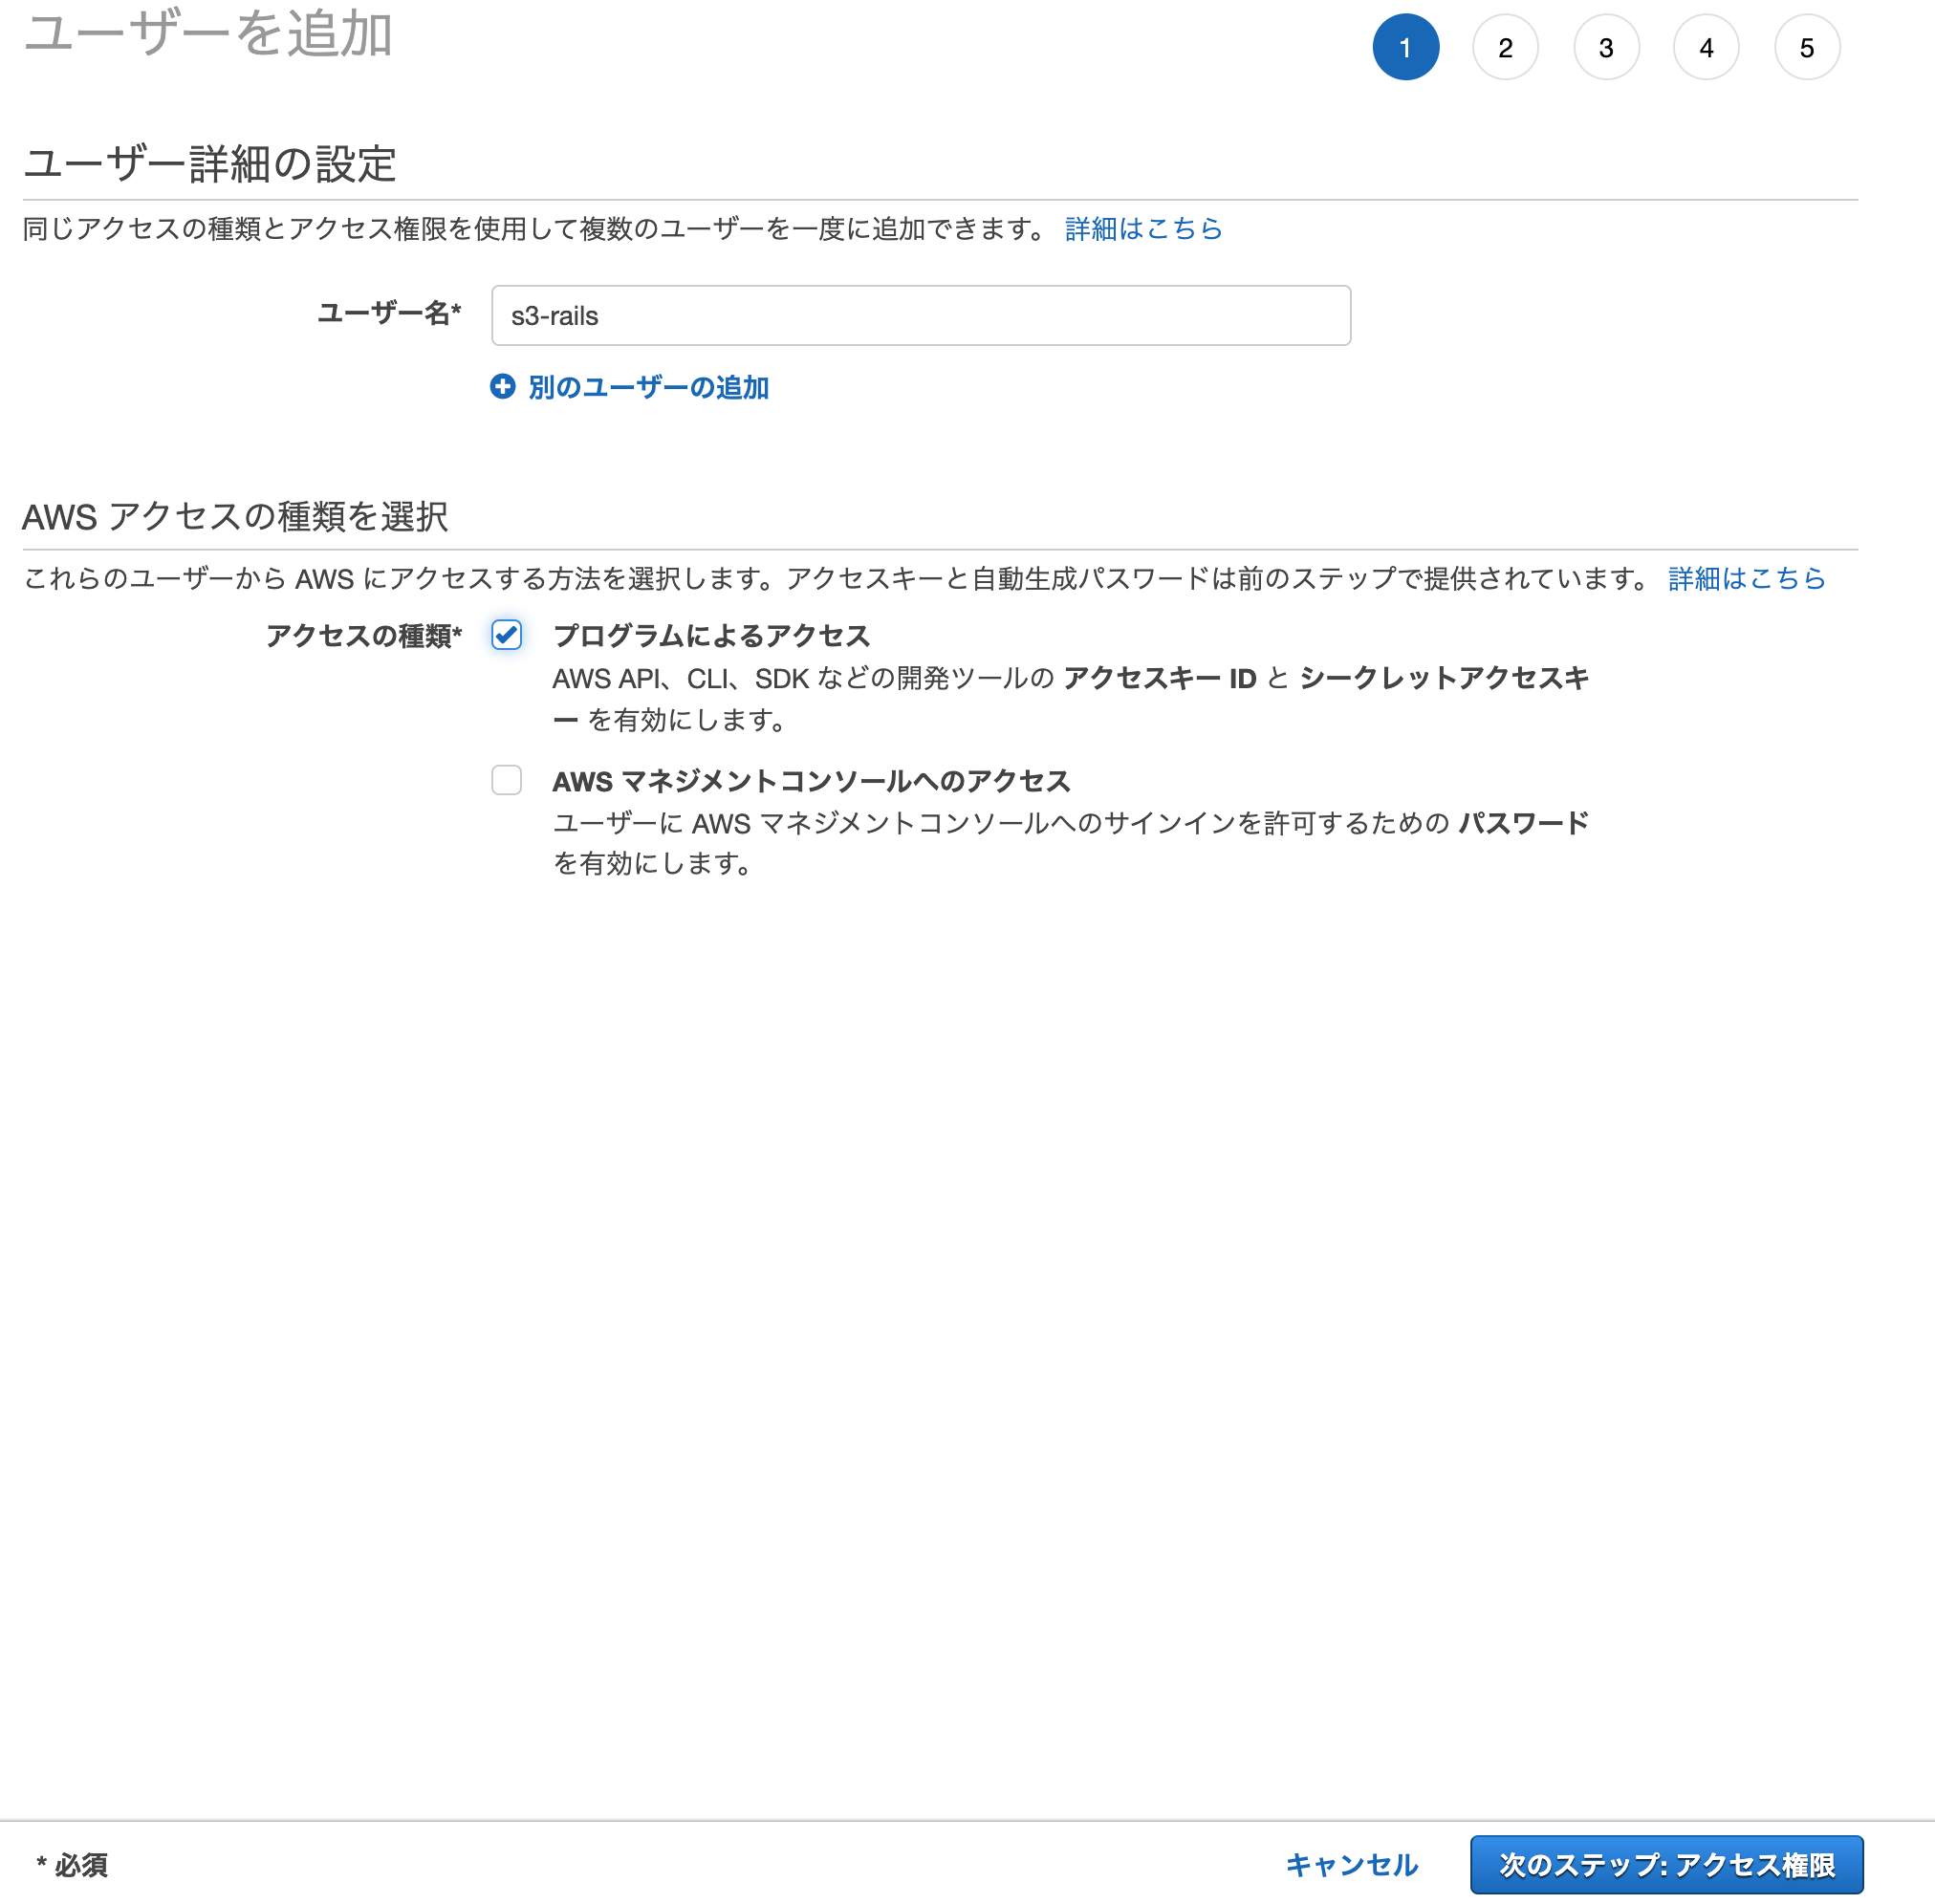 ユーザーを追加
1 2 3 4 5
ユーザー詳細の設定
同じアクセスの種類とアクセス権限を使用して複数のユーザーを一度に追加できます。 詳細はこちら
ユーザー名* s3-rails
別のユーザーの追加
AWS アクセスの種類を選択
これらのユーザーから AWS にアクセスする方法を選択します。アクセスキーと自動生成パスワードは前のステップで提供されています。 詳細はこちら
アクセスの種類* プログラムによるアクセス
AWS API、CLI、SDK などの開発ツールの アクセスキー ID と シークレットアクセスキ
ー を有効にします。
AWS マネジメントコンソールへのアクセス
ユーザーに AWS マネジメントコンソールへのサインインを許可するための パスワード
を有効にします。
* 必須 キャンセル 次のステップ: アクセス権限